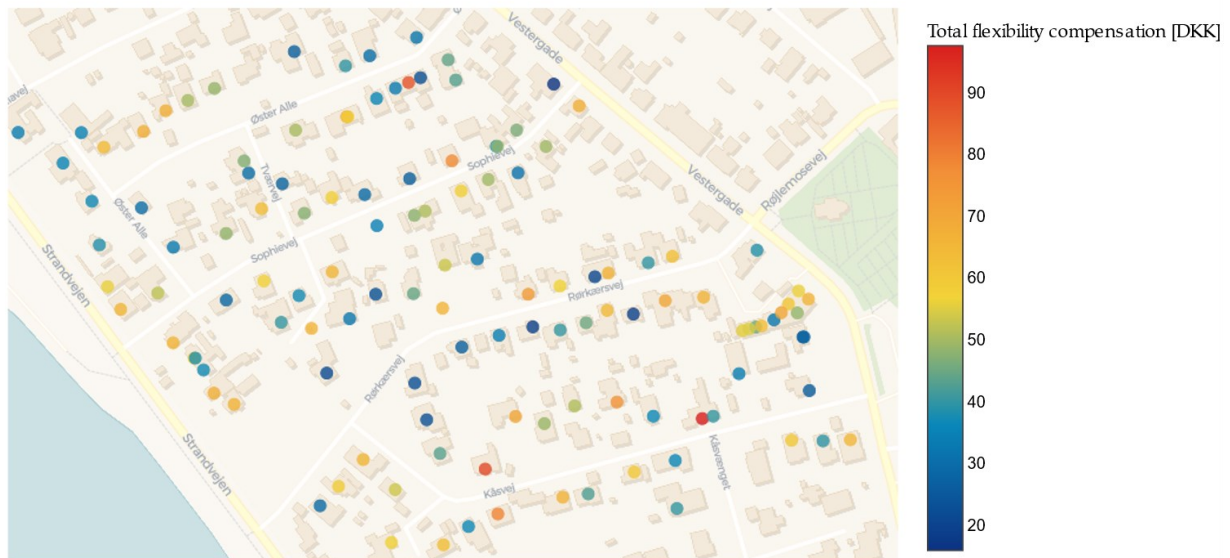 Total flexibility compensation [DKK]
Vestergade
Øster Alle
Tværvej
Sophievej
Vestergade
Røjlemosevej
Øster Alle
Strandvejen
Sophievej
Rørkærsvej
Rørkærsvej
Strandvejen
Kåsvej
Kåsvænget
90
80
70
60
50
40
30
20